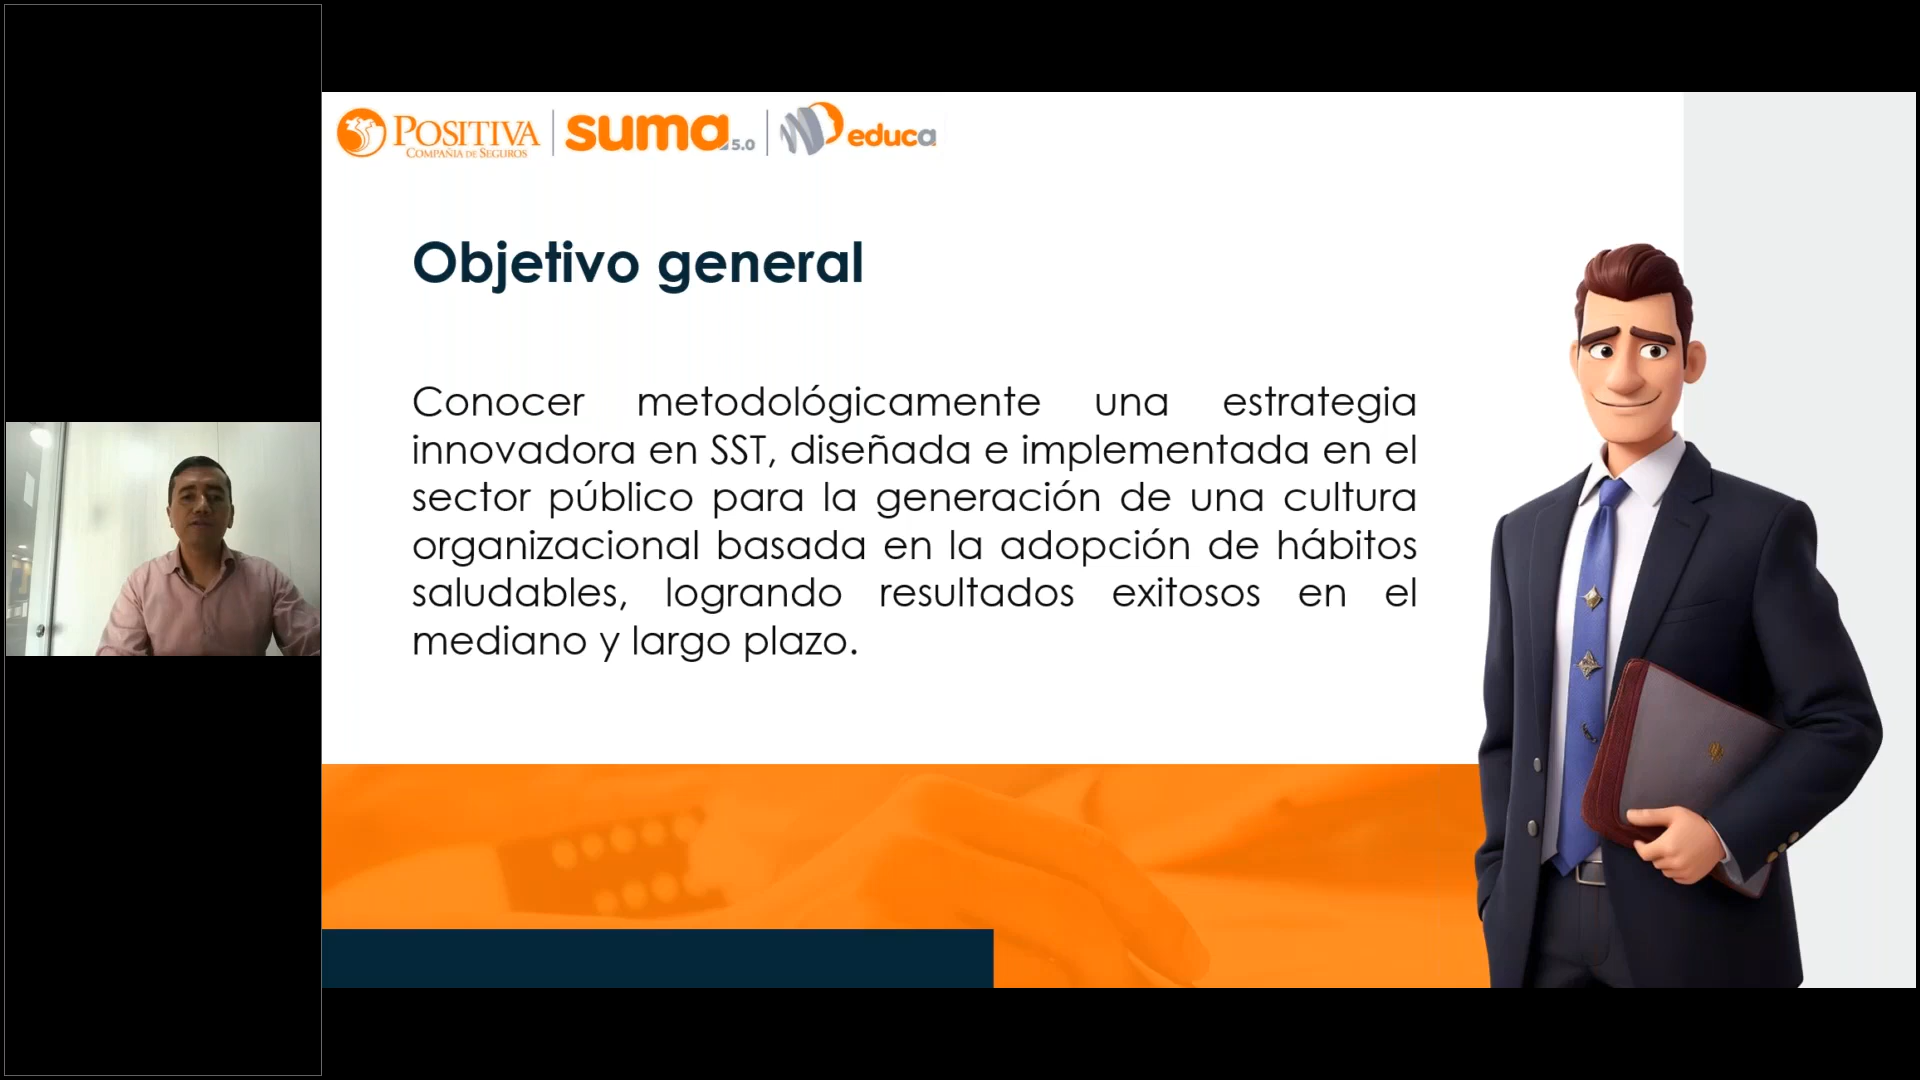 POSITIVA
COMPAÑIA DE SEGUROS
suma 5.0
educa
Objetivo general
Conocer metodológicamente una estrategia
innovadora en SST, diseñada e implementada en el
sector público para la generación de una cultura
organizacional basada en la adopción de hábitos
saludables, logrando resultados exitosos en el
mediano y largo plazo.